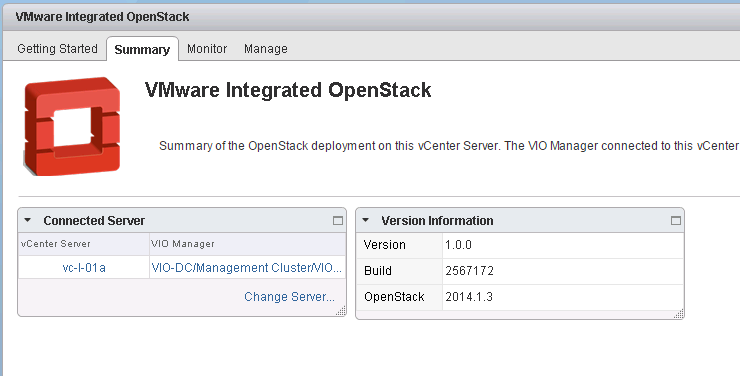 VMware Integrated OpenStack
Getting Started Summary Monitor Manage
VMware Integrated OpenStack
Summary of the OpenStack deployment on this vCenter Server. The VIO Manager connected to this vCenter
Connected Server
vCenter Server VIO Manager
vc-l-01a VIO-DC/Management Cluster/VIO...
Change Server...
Version Information
Version 1.0.0
Build 2567172
OpenStack 2014.1.3